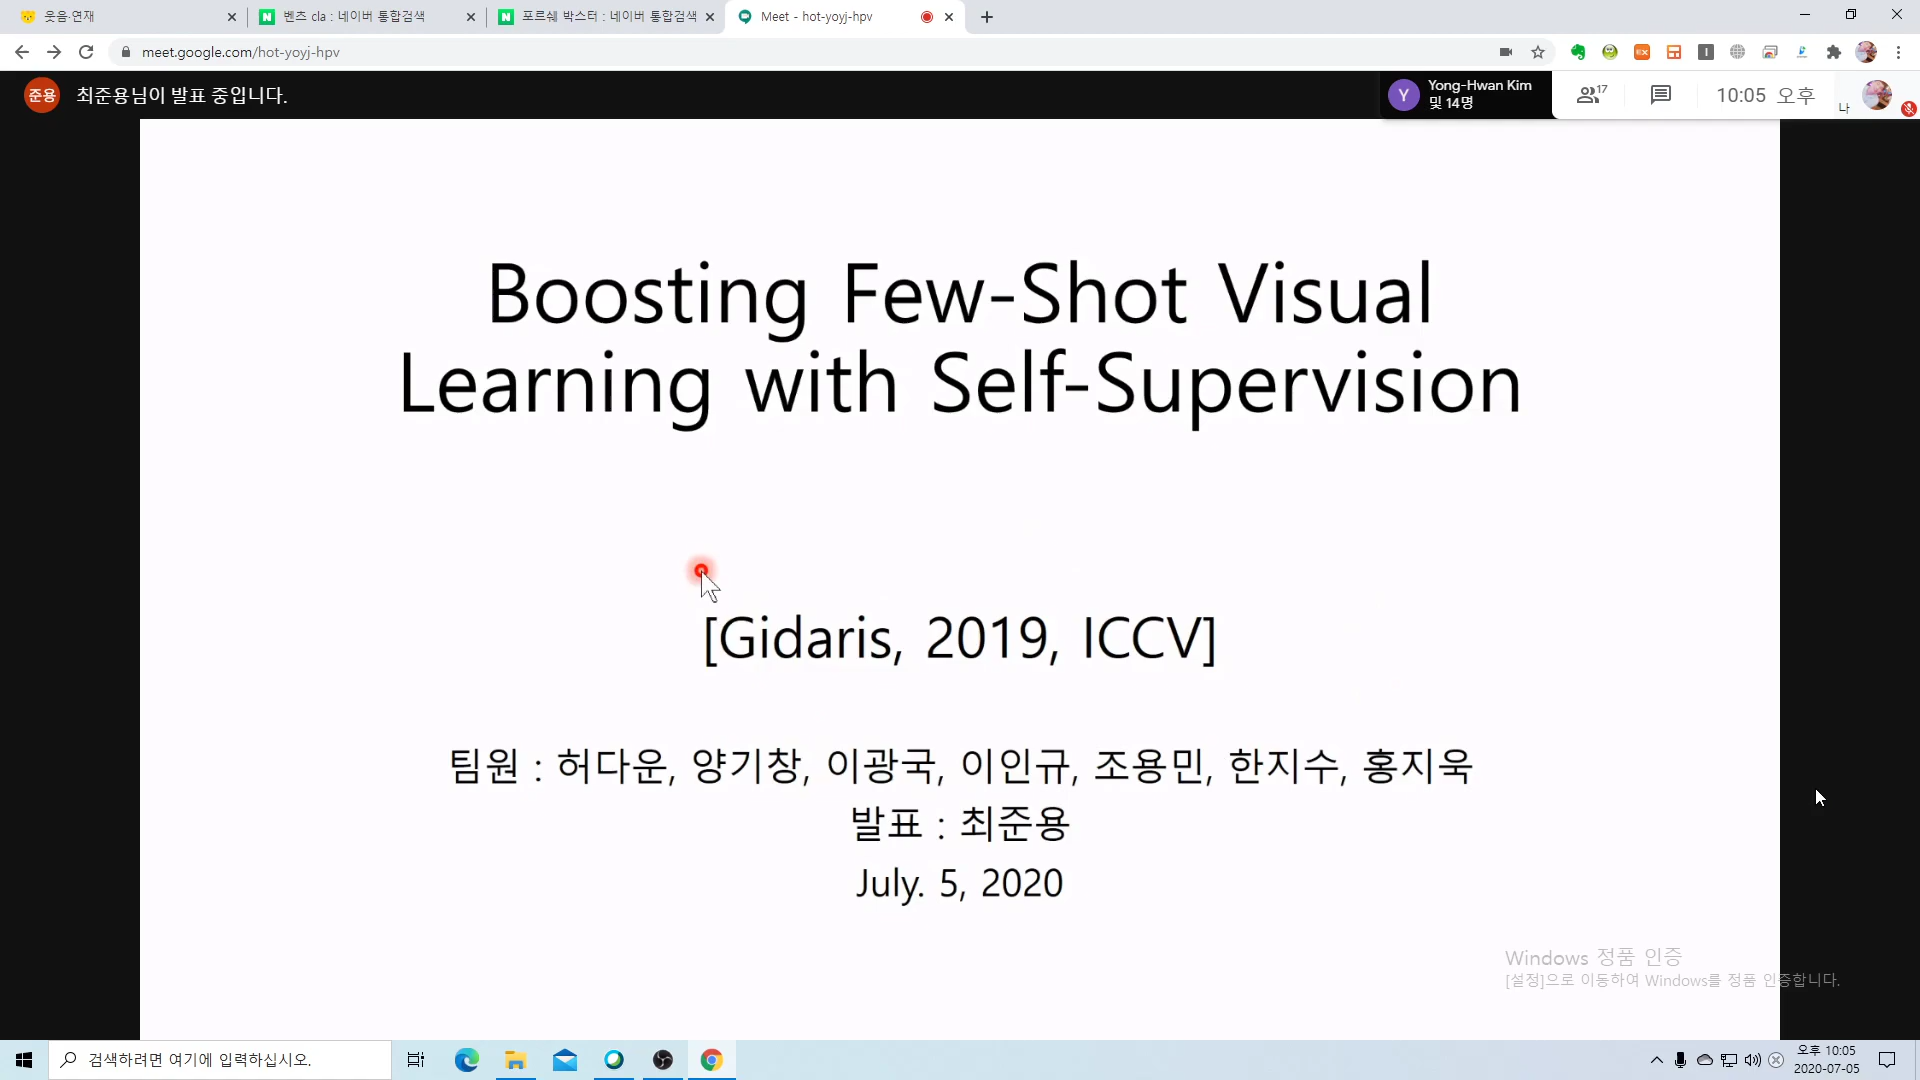 웃음·연재
벤츠 cla : 네이버 통합검색
포르쉐 박스터 : 네이버 통합검색
Meet - hot-yoyj-hpv
meet.google.com/hot-yoyj-hpv
준용
최준용님이 발표 중입니다.
Y
Yong-Hwan Kim
및 14명
17
10:05 오후
나
Boosting Few-Shot Visual
Learning with Self-Supervision
[Gidaris, 2019, ICCV]
팀원 : 허다운, 양기창, 이광국, 이인규, 조용민, 한지수, 홍지욱
발표 : 최준용
July. 5, 2020
Windows 정품 인증
[설정]으로 이동하여 Windows를 정품 인증합니다.
검색하려면 여기에 입력하십시오.
오후 10:05
2020-07-05